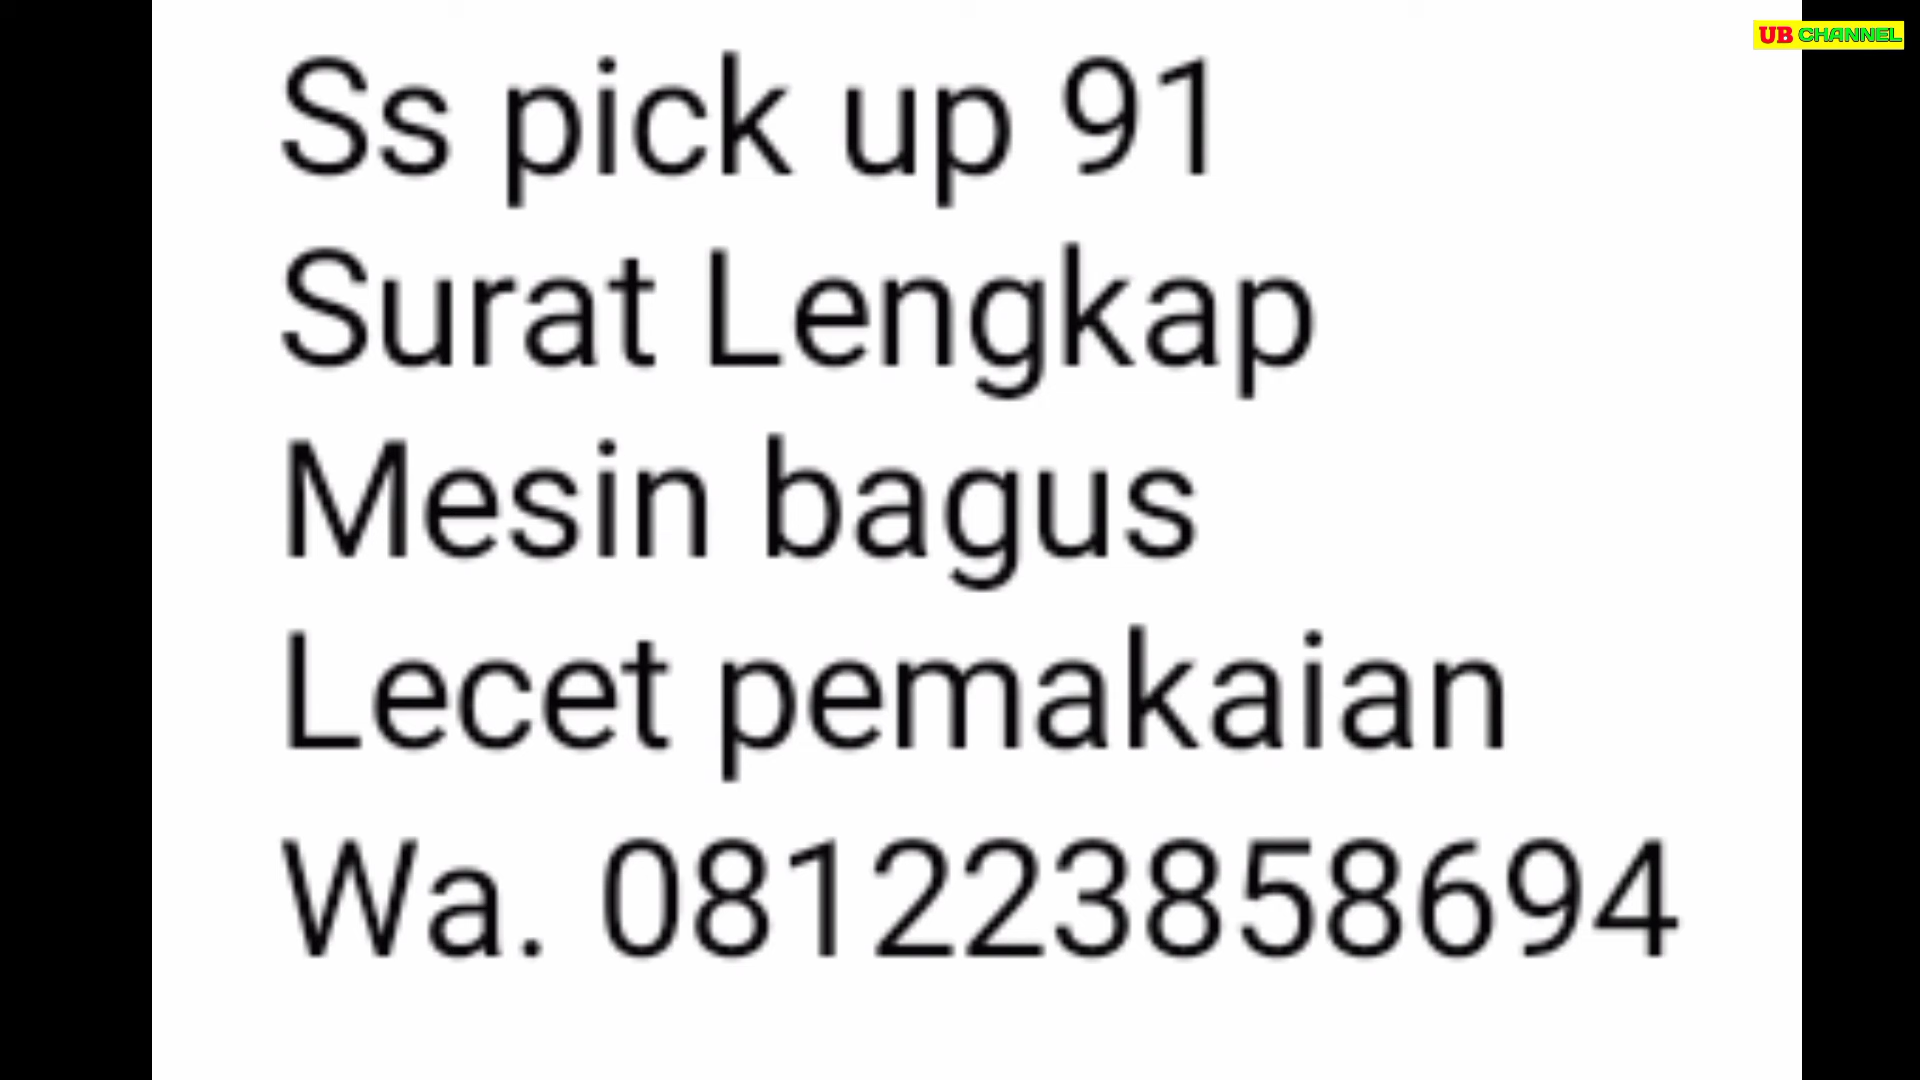 UB CHANNEL
Ss pick up 91
Surat Lengkap
Mesin bagus
Lecet pemakaian
Wa. 081223858694